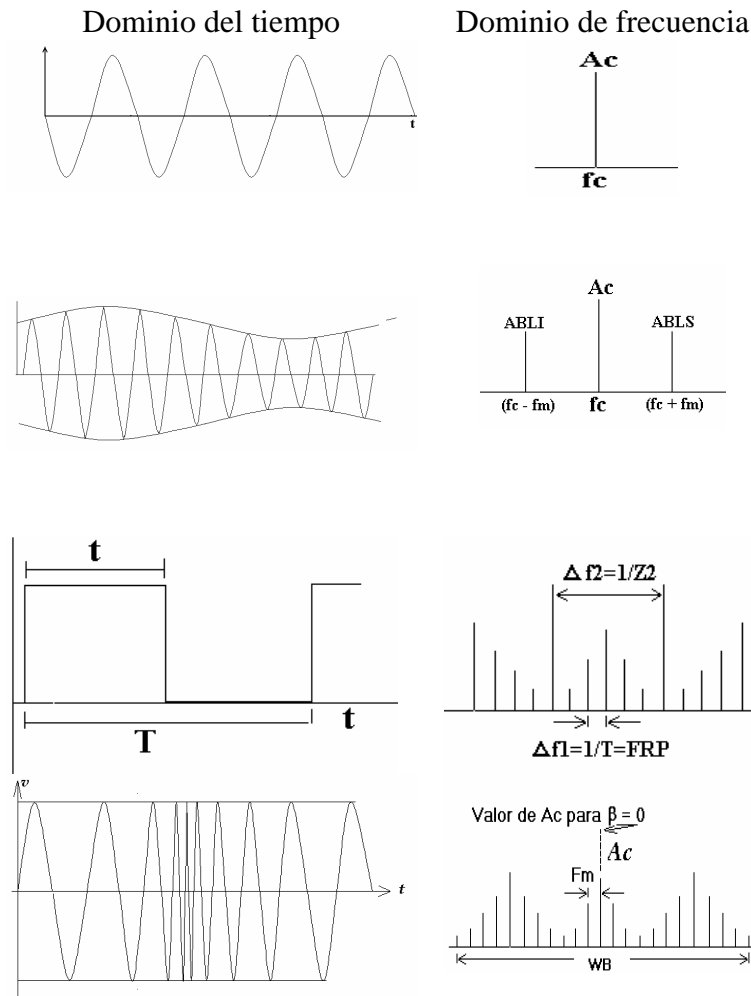 Dominio del tiempo
Dominio de frecuencia
Ac
t
fc
Ac
ABLI
ABLS
(fc - fm)
fc
(fc + fm)
t
Δ f2=1/Z2
T
t
Δf1=1/T=FRP
v
t
Valor de Ac para β = 0
Ac
Fm
WB